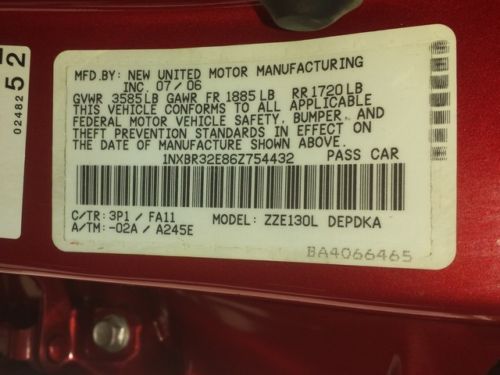 52
02482
MFD.BY: NEW UNITED MOTOR MANUFACTURING
INC. 07/06
GVWR 3585LB GAWR FR 1885LB RR1720LB
THIS VEHICLE CONFORMS TO ALL APPLICABLE
FEDERAL MOTOR VEHICLE SAFETY, BUMPER, AND
THEFT PREVENTION STANDARDS IN EFFECT ON
THE DATE OF MANUFACTURE SHOWN ABOVE.
1NXBR32E86Z754432 PASS CAR
C/TR: 3P1 / FA11 MODEL: ZZE130L DEPDKA
A/TM: -02A / A245E
BA4066465